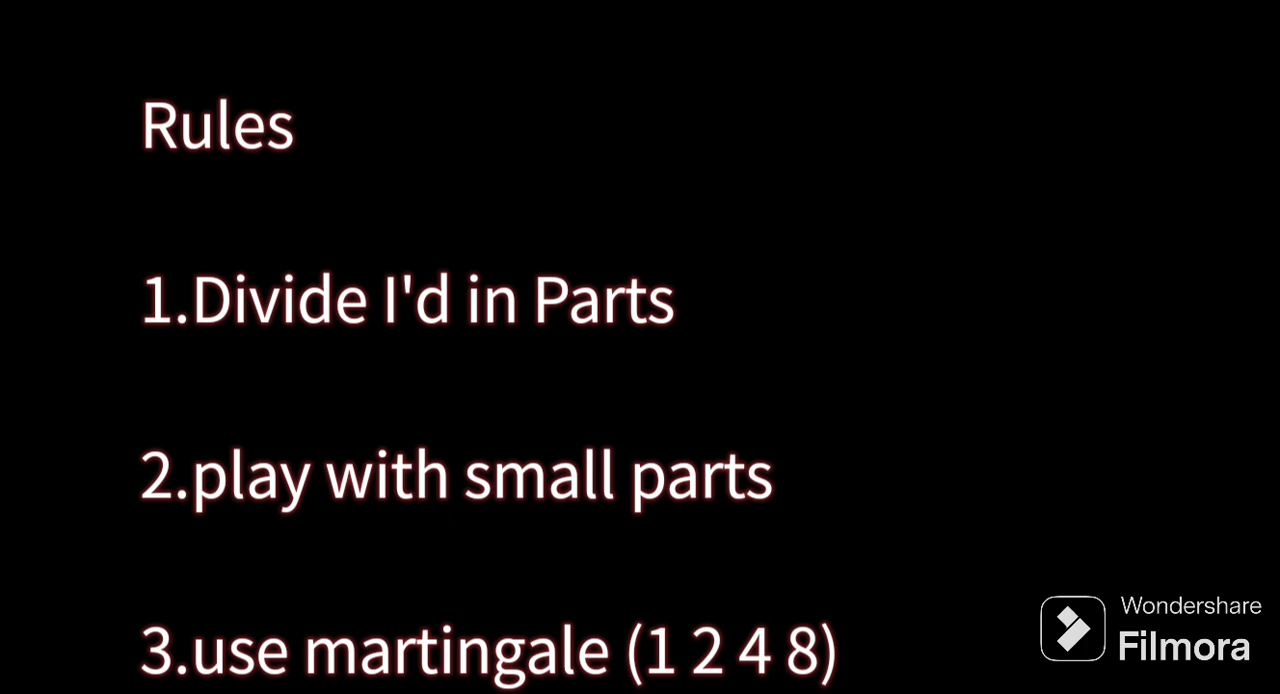 Rules
1.Divide I'd in Parts
2.play with small parts
3.use martingale (1 2 4 8)
Wondershare
Filmora